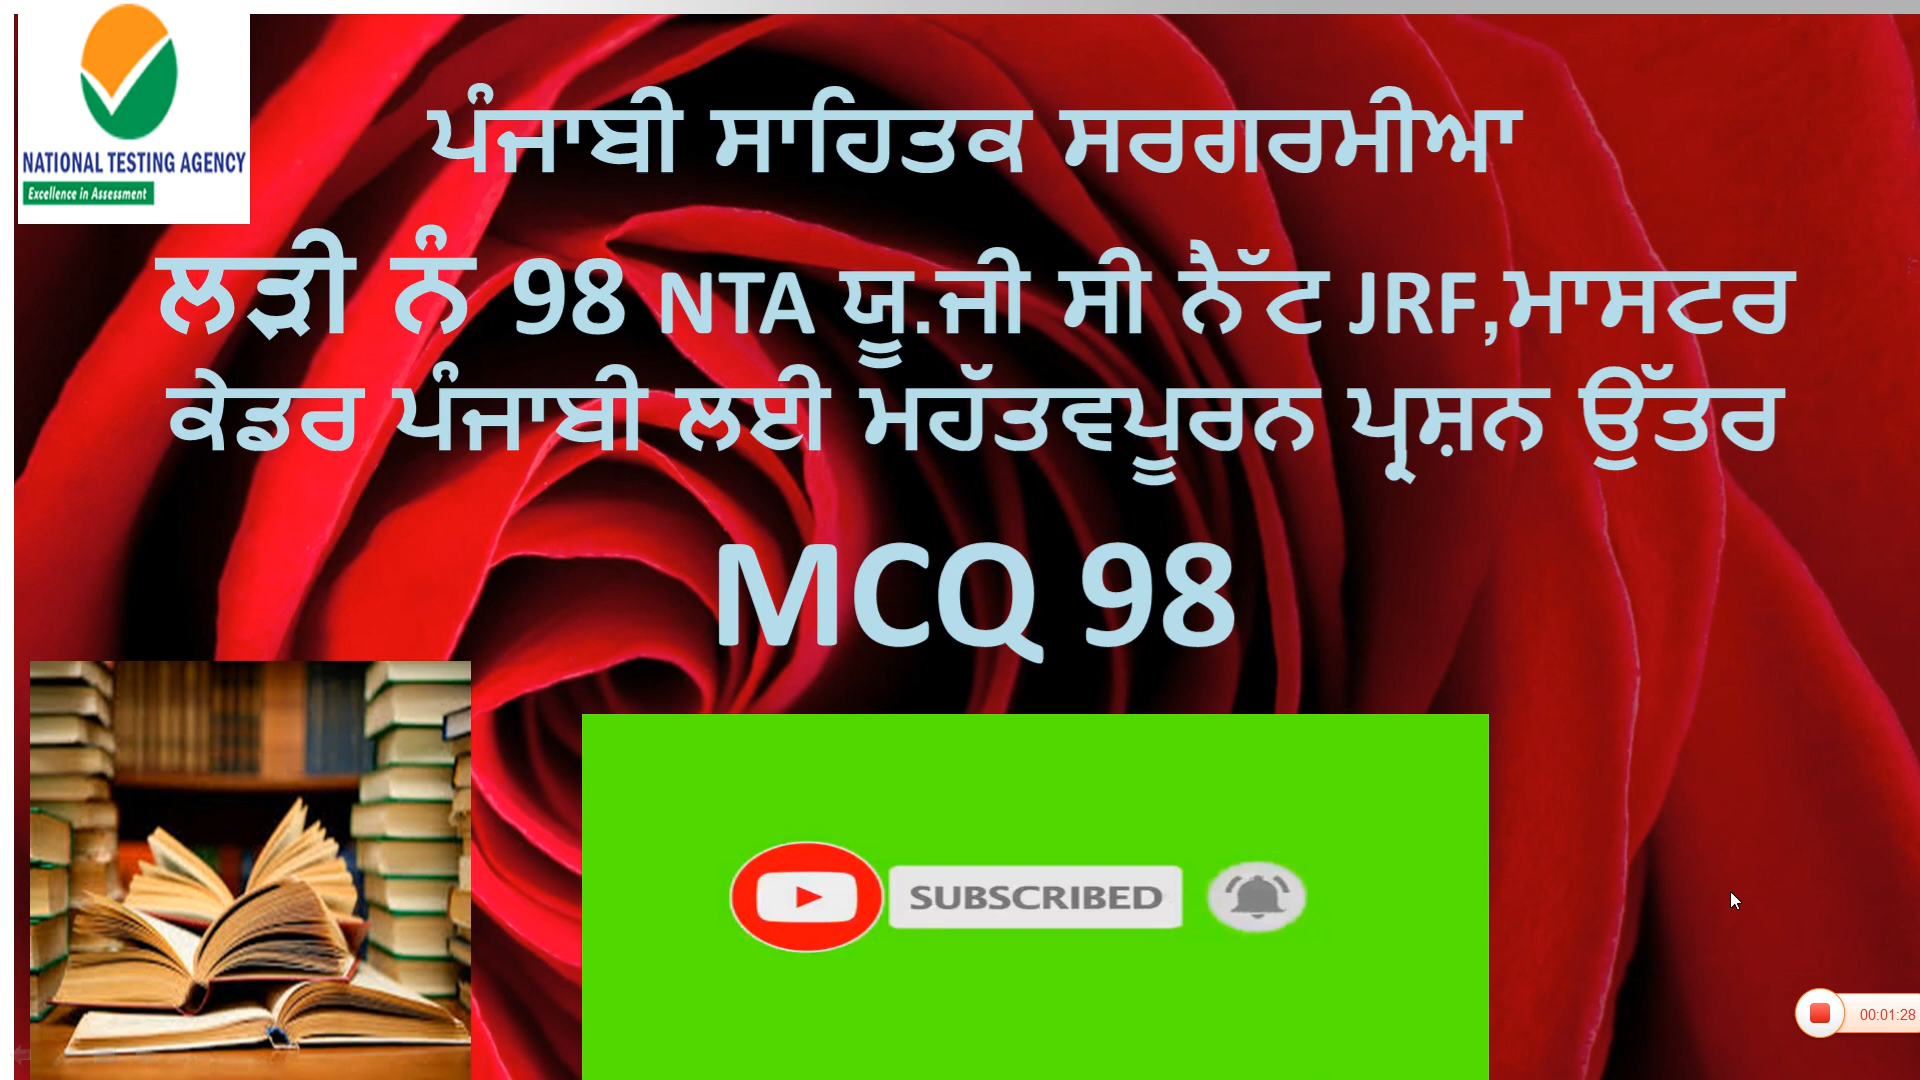 NATIONAL TESTING AGENCY
Excellence in Assessment
ਪੰਜਾਬੀ ਸਾਹਿਤਕ ਸਰਗਰਮੀਆ
ਲੜੀ ਨੰ 98 NTA ਯੂ.ਜੀ ਸੀ ਨੈੱਟ JRF,ਮਾਸਟਰ
ਕੇਡਰ ਪੰਜਾਬੀ ਲਈ ਮਹੱਤਵਪੂਰਨ ਪ੍ਰਸ਼ਨ ਉੱਤਰ
MCQ 98
SUBSCRIBED
00:01:28